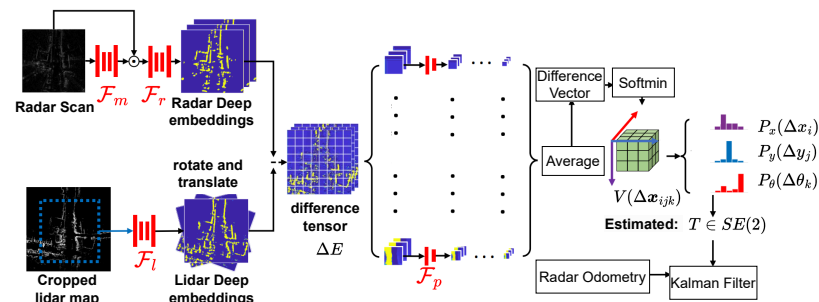 Radar Scan
$\mathcal{F}_m$
$\mathcal{F}_r$
Radar Deep
embeddings
Cropped
lidar map
$\mathcal{F}_l$
rotate and
translate
Lidar Deep
embeddings
difference
tensor
$\Delta E$
$\mathcal{F}_p$
Difference
Vector
Softmin
Average
$V(\Delta \boldsymbol{x}_{ijk})$
$P_x(\Delta \boldsymbol{x}_i)$
$P_y(\Delta y_j)$
$P_\theta(\Delta \theta_k)$
Estimated: $T \in SE(2)$
Radar Odometry
Kalman Filter